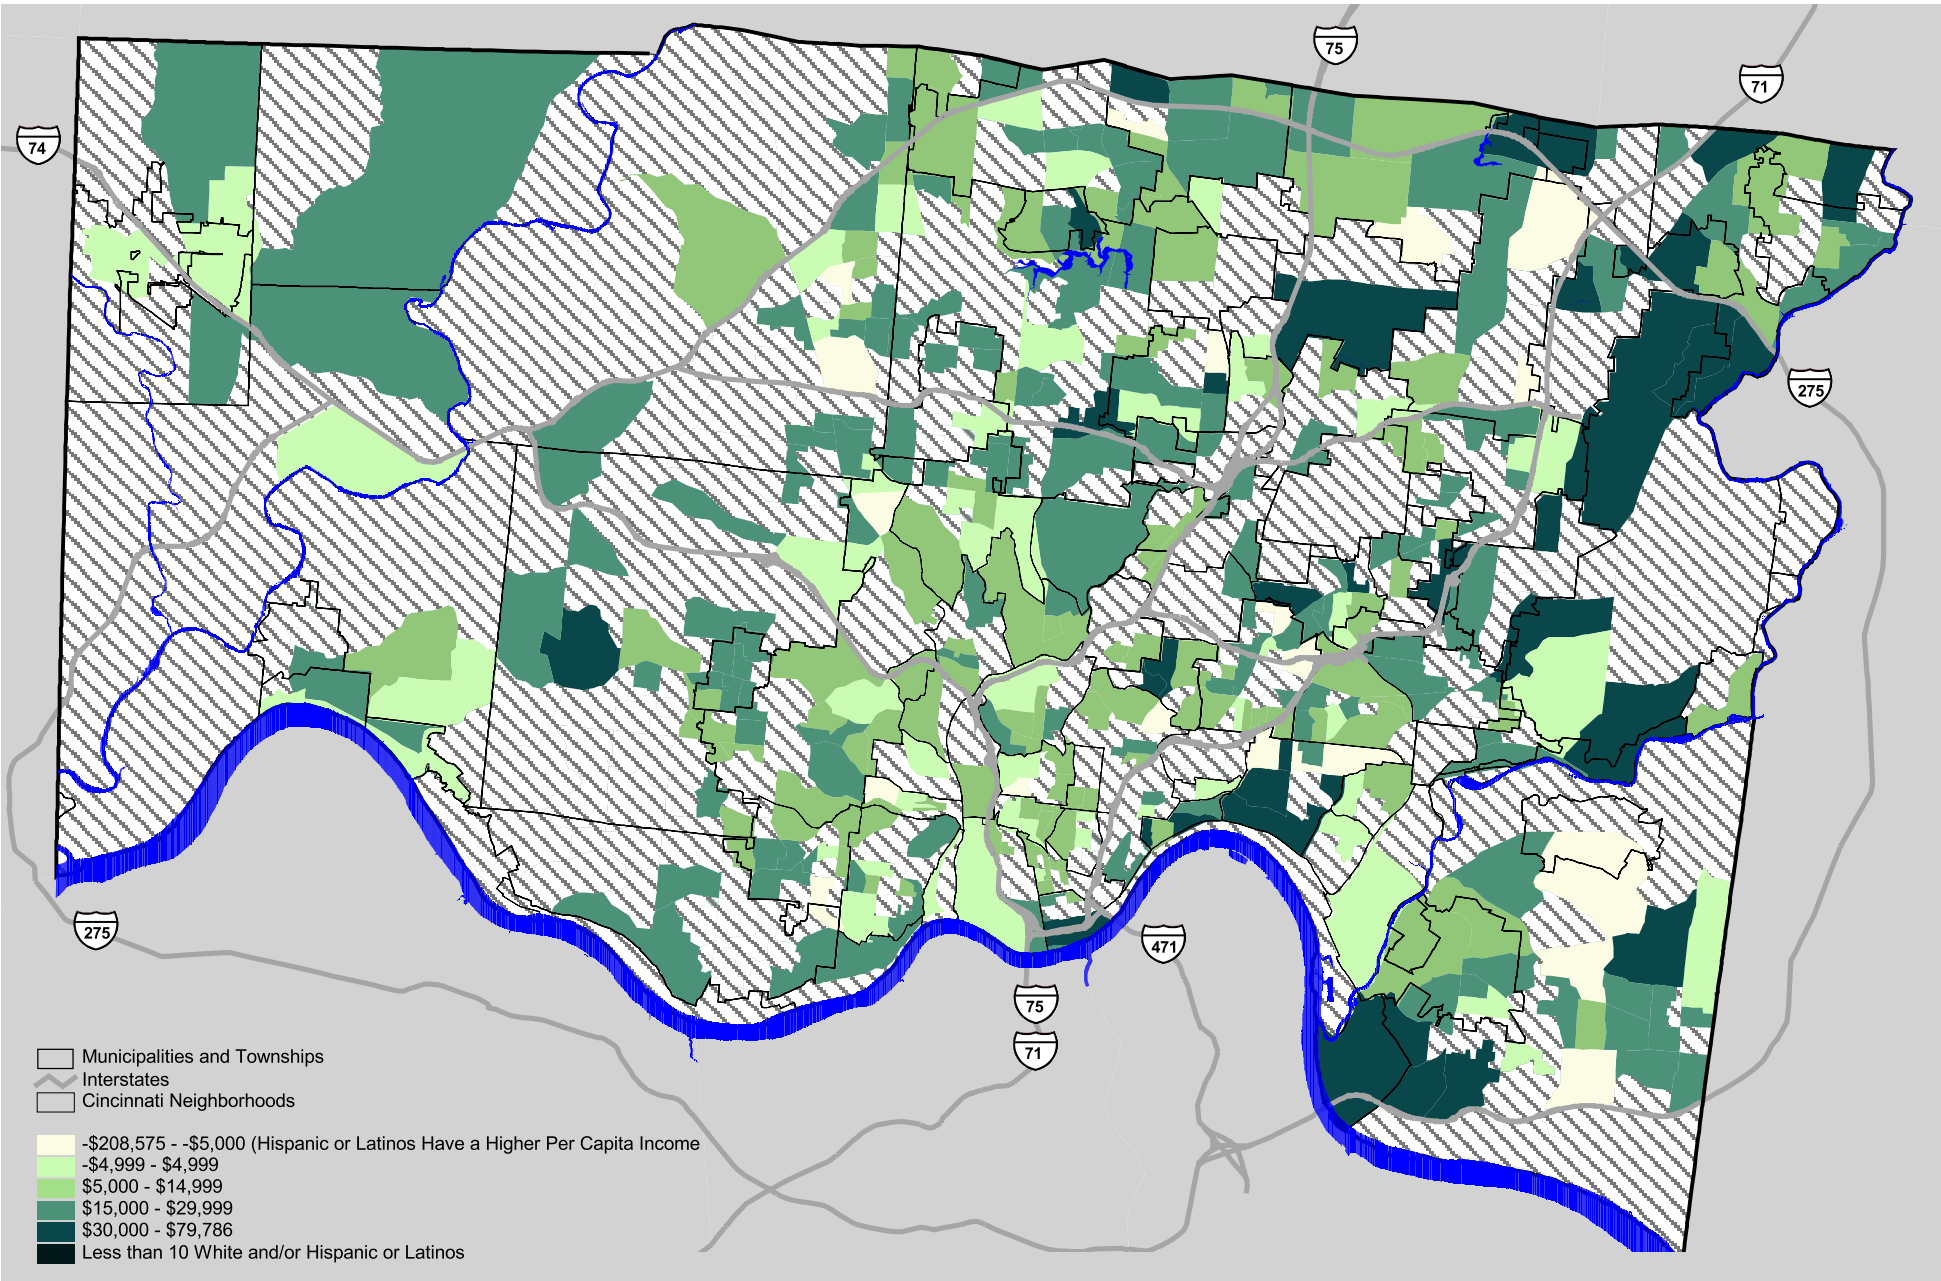 75
71
74
275
275
471
75
71
Municipalities and Townships
Interstates
Cincinnati Neighborhoods
-$208,575 - -$5,000 (Hispanic or Latinos Have a Higher Per Capita Income
-$4,999 - $4,999
$5,000 - $14,999
$15,000 - $29,999
$30,000 - $79,786
Less than 10 White and/or Hispanic or Latinos